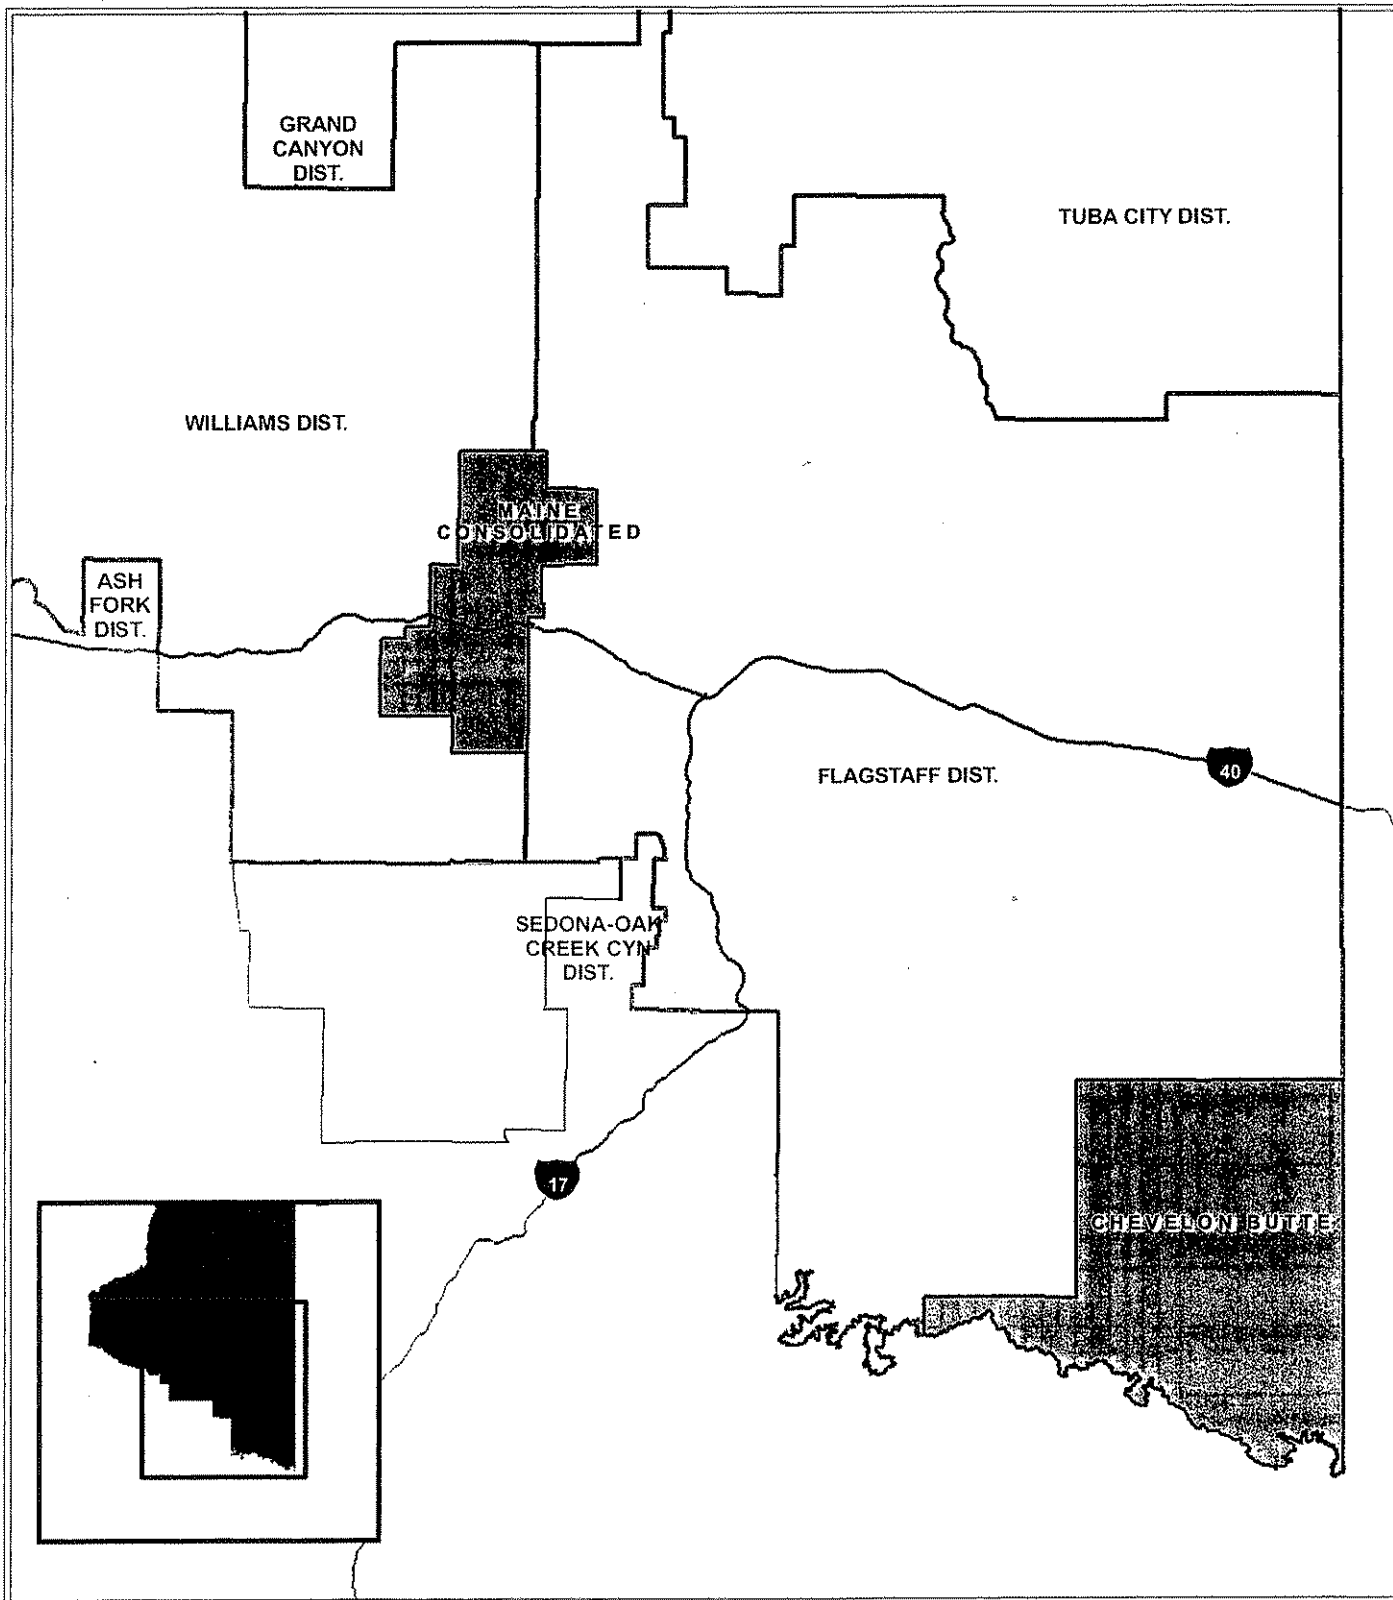 GRAND
CANYON
DIST.
TUBA CITY DIST.
WILLIAMS DIST.
MAINE
CONSOLIDATED
ASH
FORK
DIST.
FLAGSTAFF DIST.
40
SEDONA-OAK
CREEK CYN
DIST.
17
CHEVELON BUTTE